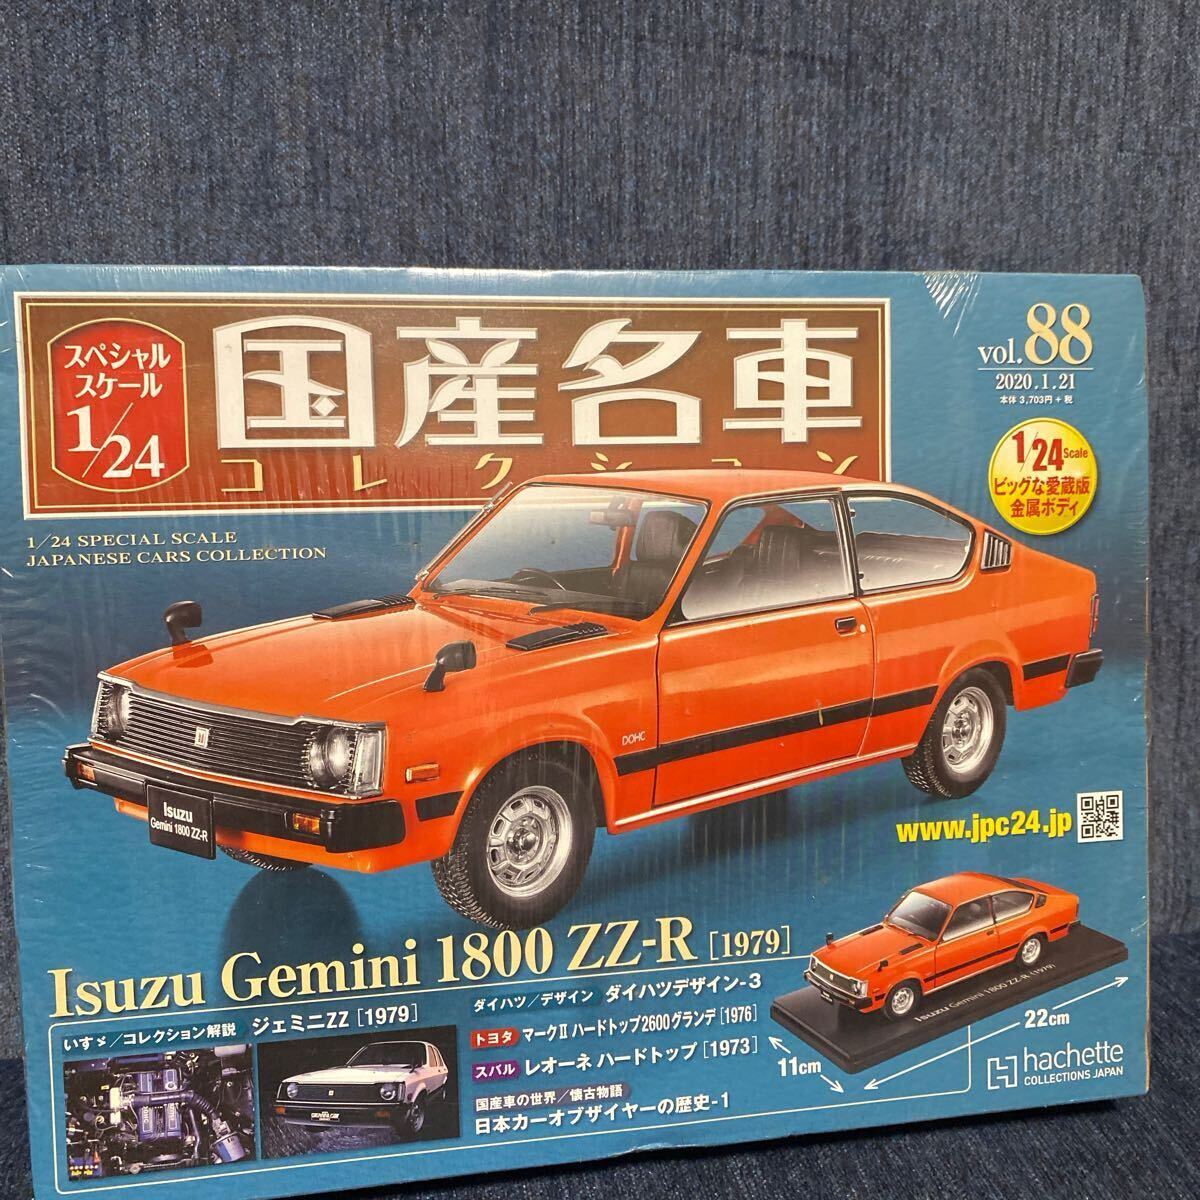 スペシャル
スケール
1/24
国産名車
コレクション
1/24 SPECIAL SCALE
JAPANESE CARS COLLECTION
vol.88
2020.1.21
本体 3,703円+税
1/24 Scale
ビッグな愛蔵版
金属ボディ
DOHC
Isuzu
Gemini 1800 ZZ-R
www.jpc24.jp
Isuzu Gemini 1800 ZZ-R [1979]
いすゞ/コレクション解説 ジェミニZZ [1979]
ダイハツ/デザイン ダイハツデザイン-3
トヨタ マークⅡ ハードトップ2600グランデ [1976]
スバル レオーネ ハードトップ [1973]
国産車の世界/懐古物語
日本カーオブザイヤーの歴史-1
Isuzu Gemini 1800 ZZ-R (1979)
22cm
11cm
hachette
COLLECTIONS JAPAN